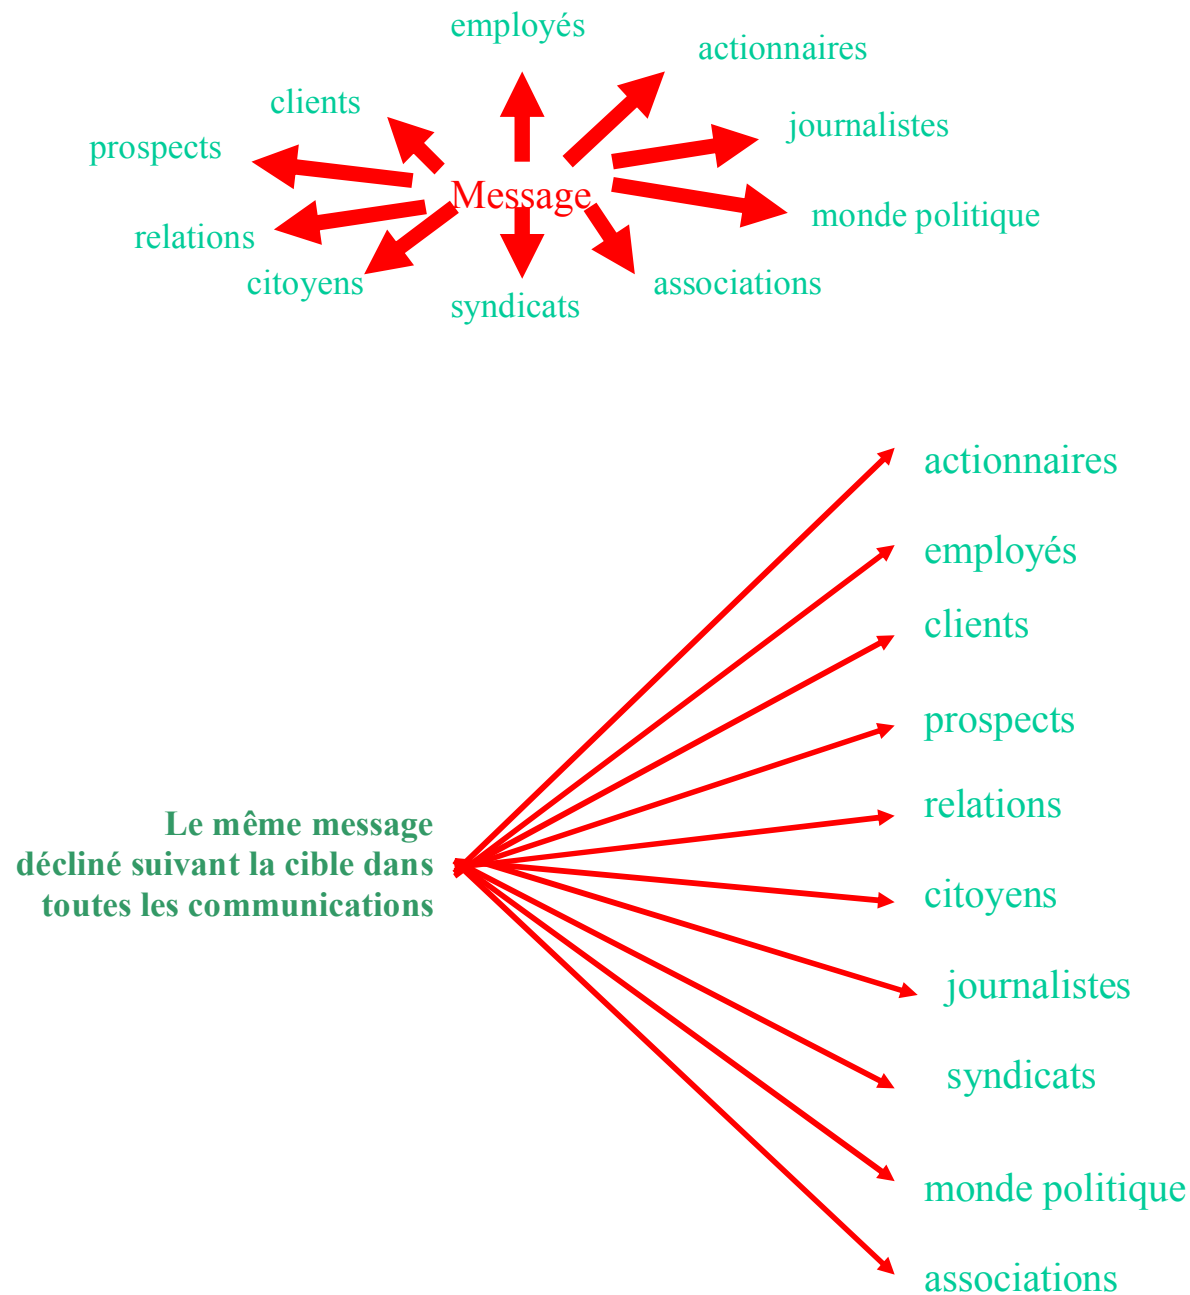 employés
actionnaires
clients
journalistes
prospects
Message
monde politique
relations
citoyens
associations
syndicats
actionnaires
employés
clients
prospects
relations
Le même message
décliné suivant la cible dans
toutes les communications
citoyens
journalistes
syndicats
monde politique
associations